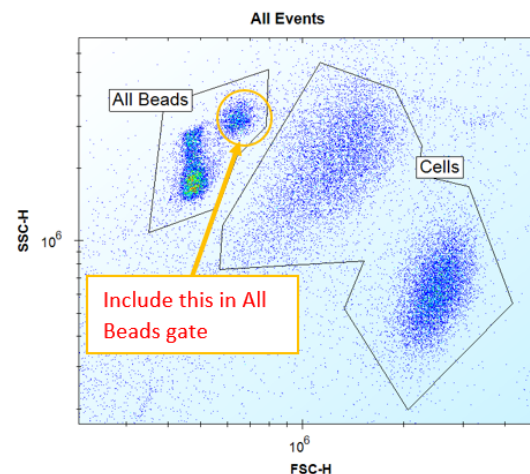 All Events
All Beads
Cells
SSC-H
10⁶
Include this in All
Beads gate
10⁶
FSC-H